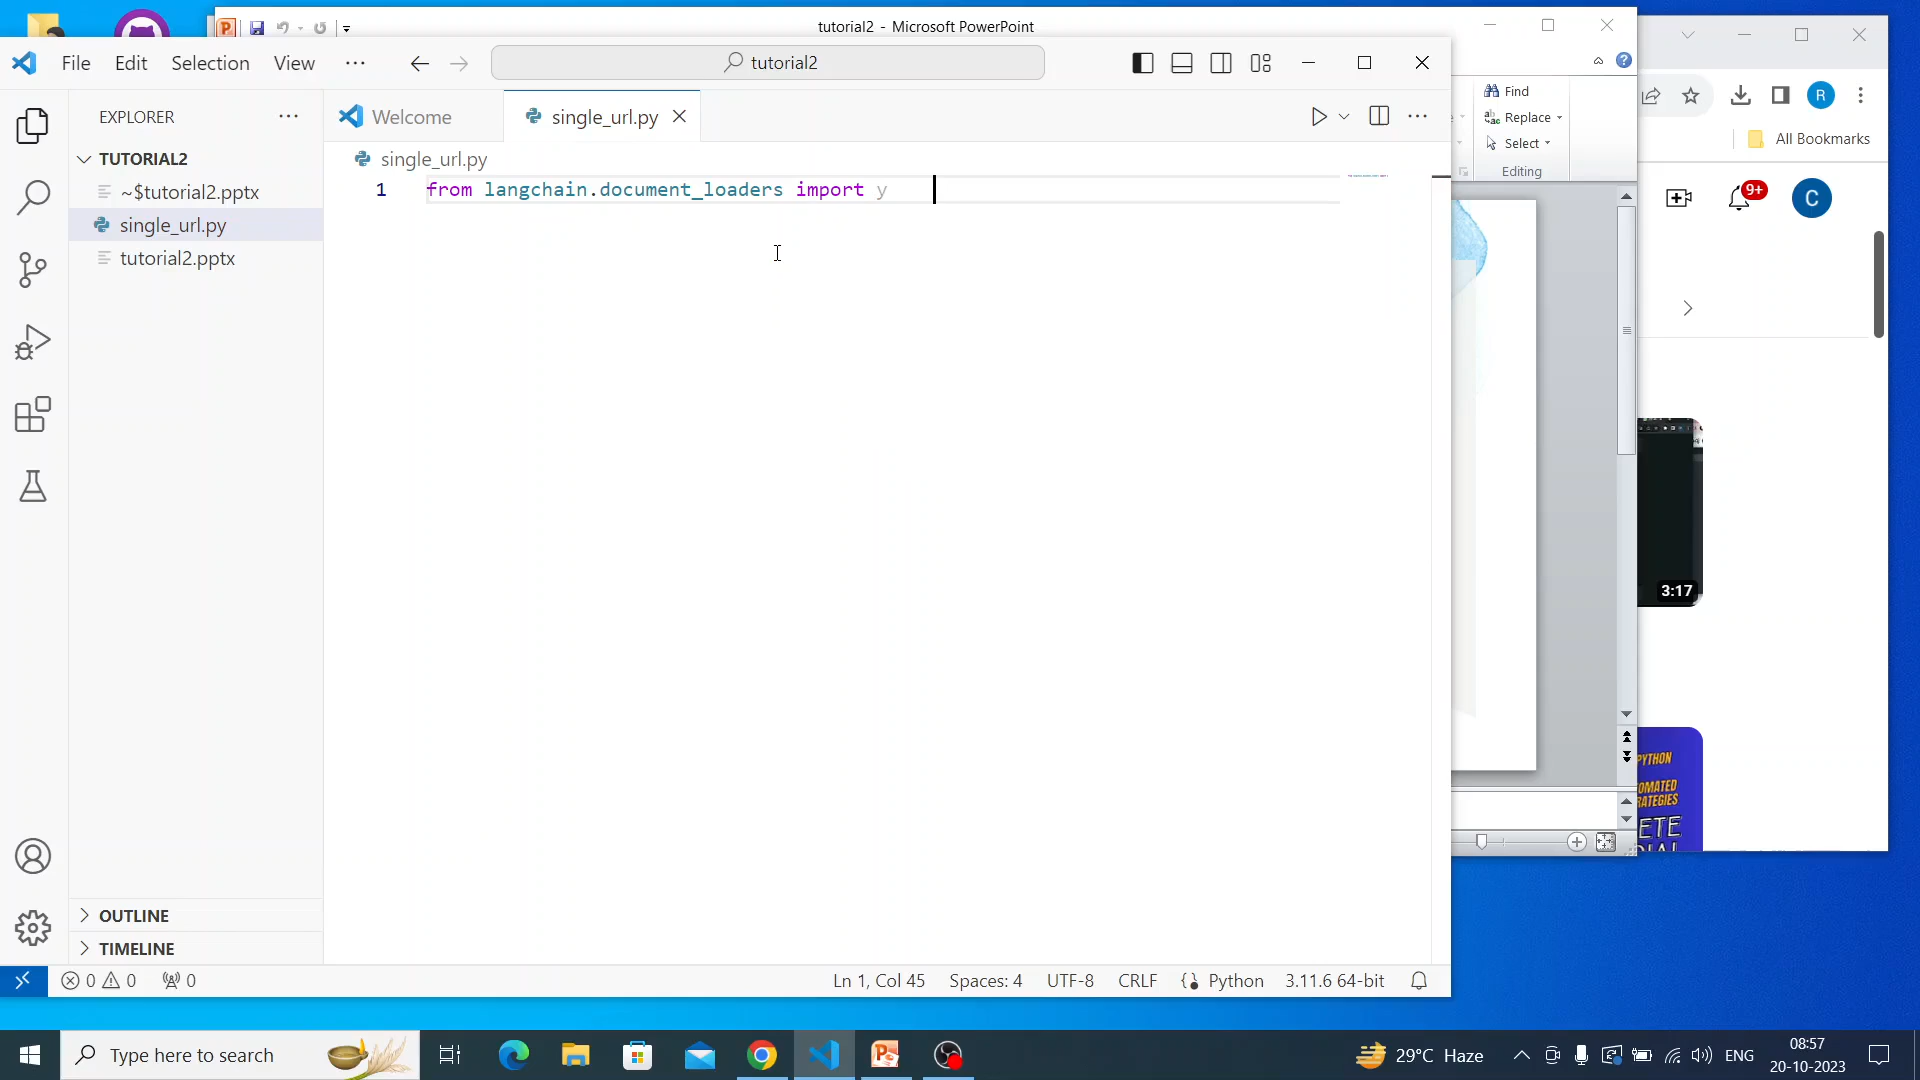 tutorial2 - Microsoft PowerPoint
File Edit Selection View ···
tutorial2
EXPLORER
TUTORIAL2
~$tutorial2.pptx
single_url.py
tutorial2.pptx
OUTLINE
TIMELINE
Welcome
single_url.py
single_url.py
1 from langchain.document_loaders import y
0 0 0
Ln 1, Col 45 Spaces: 4 UTF-8 CRLF Python 3.11.6 64-bit
Find
Replace
Select
Editing
R
All Bookmarks
9+
C
3:17
PYTHON
OMATED
RATEGIES
ETE
Type here to search
29°C Haze
ENG
08:57
20-10-2023